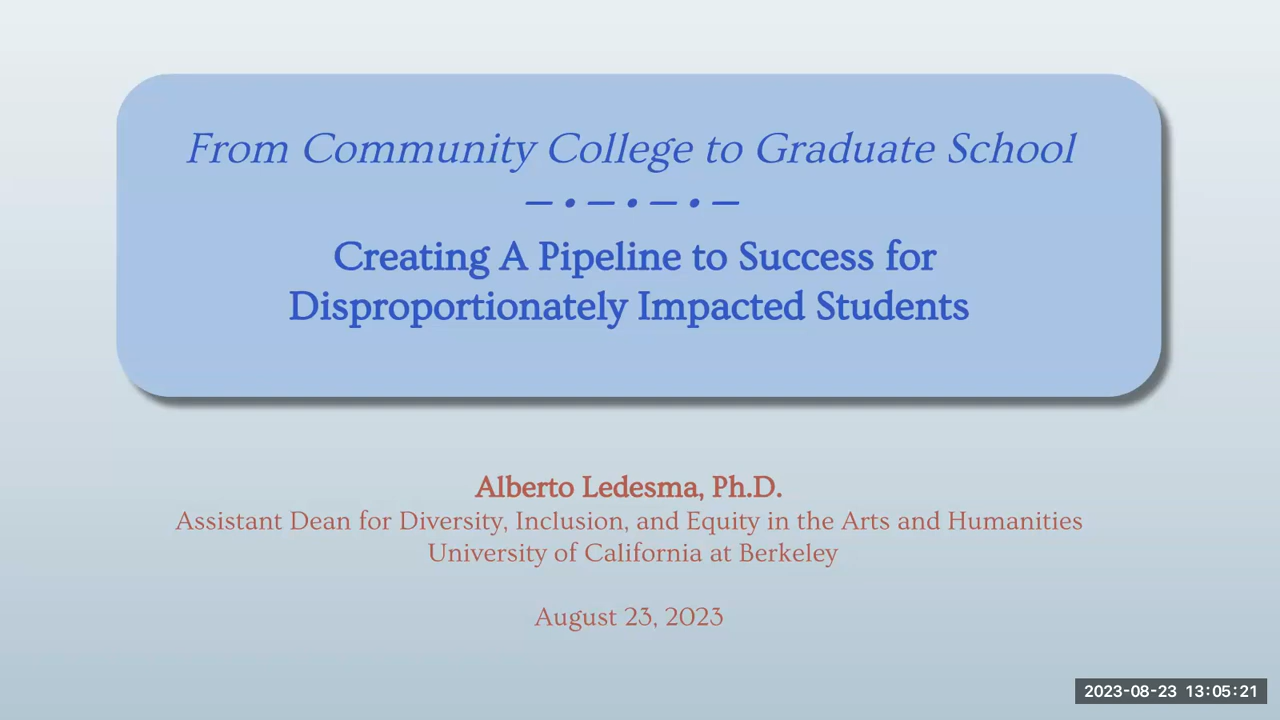 From Community College to Graduate School
– • – • – • –
Creating A Pipeline to Success for
Disproportionately Impacted Students
Alberto Ledesma, Ph.D.
Assistant Dean for Diversity, Inclusion, and Equity in the Arts and Humanities
University of California at Berkeley
August 23, 2023
2023-08-23 13:05:21